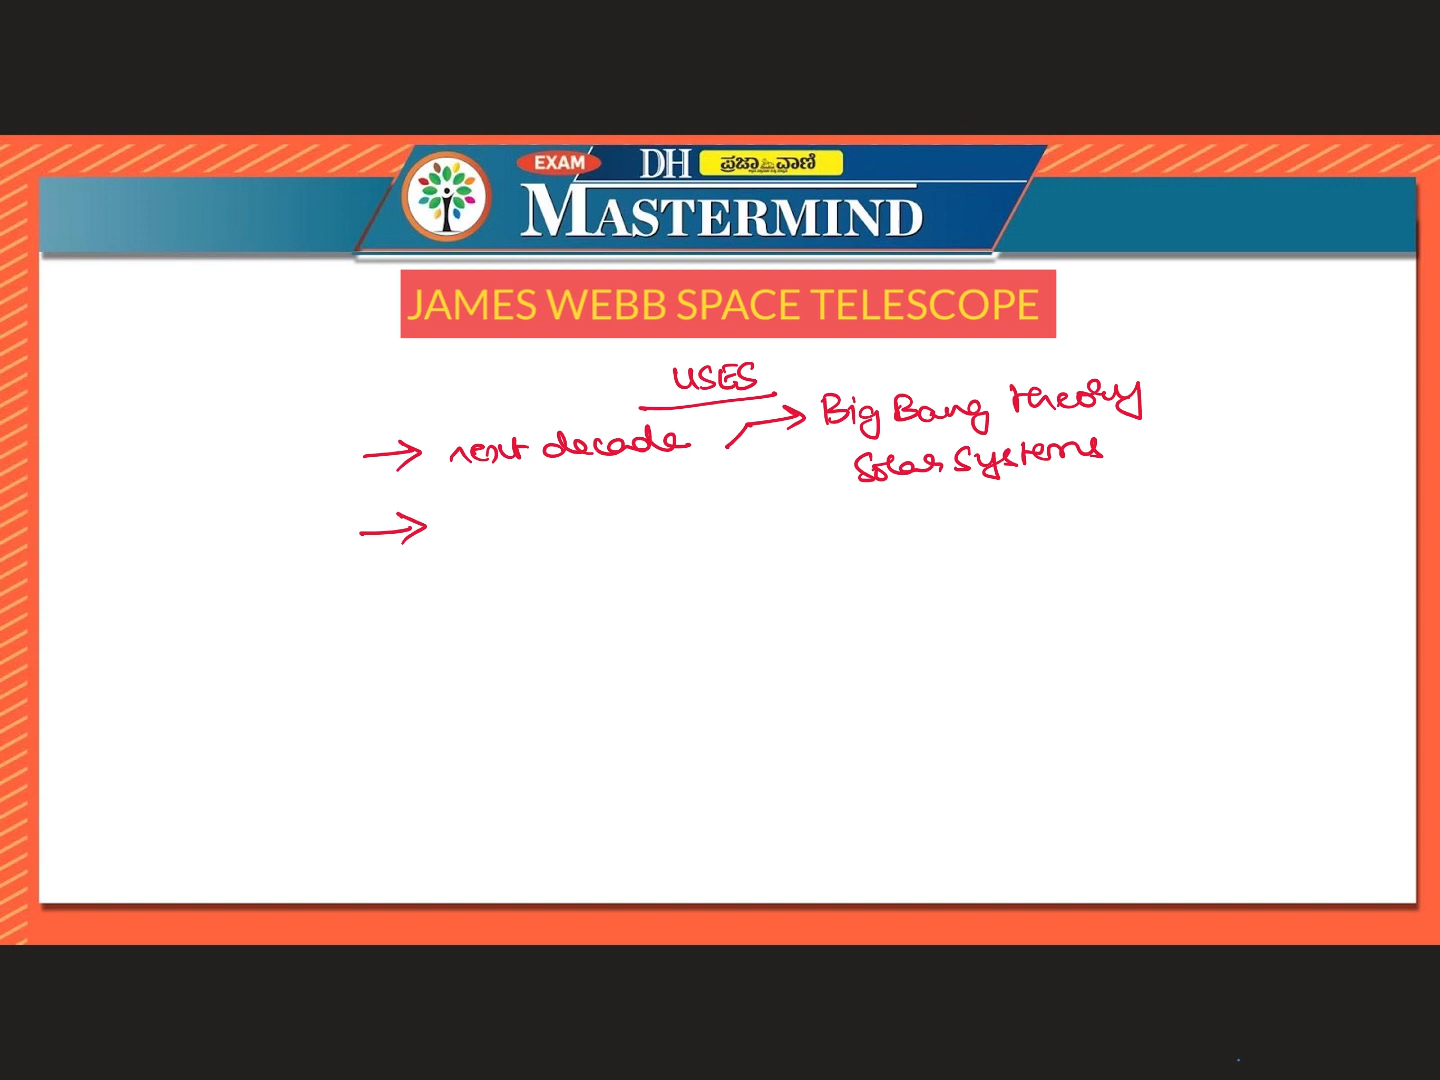 EXAM DH ಪ್ರಜಾವಾಣಿ
MASTERMIND
JAMES WEBB SPACE TELESCOPE
USES
→ next decade → Big Bang theory
Solar Systems
→